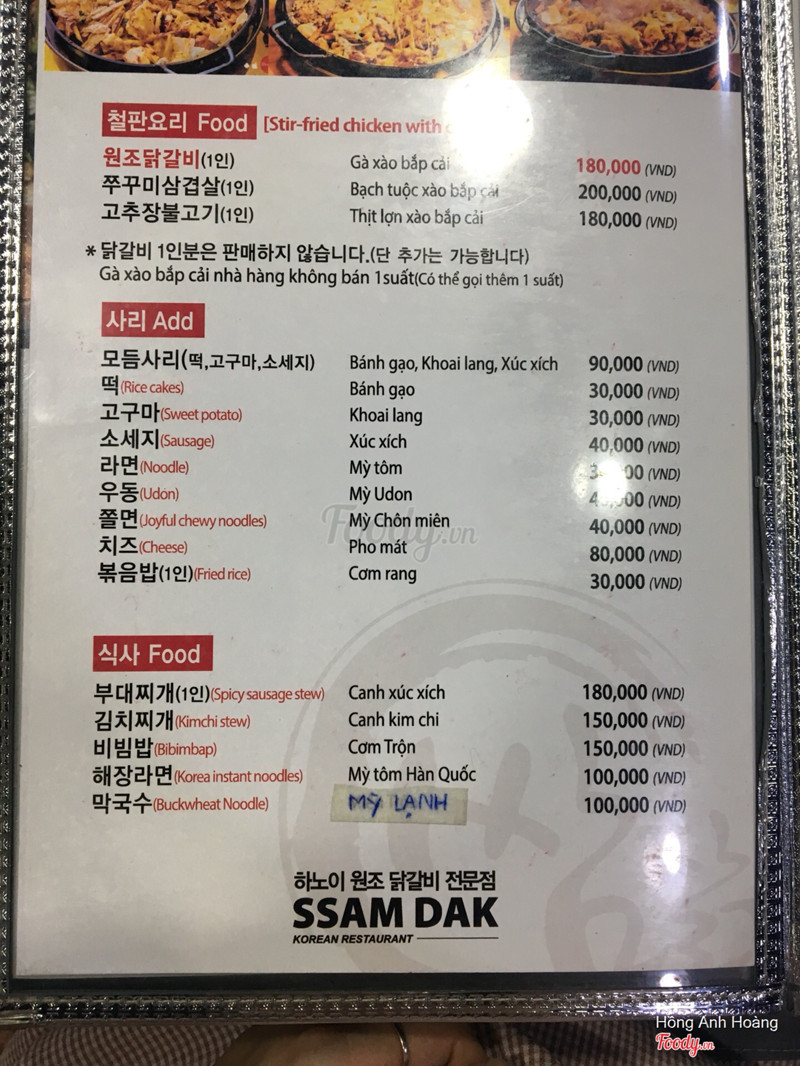 철판요리 Food [Stir-fried chicken with
원조닭갈비(1인) Gà xào bắp cải 180,000 (VND)
쭈꾸미삼겹살(1인) Bạch tuộc xào bắp cải 200,000 (VND)
고추장불고기(1인) Thịt lợn xào bắp cải 180,000 (VND)
* 닭갈비 1인분은 판매하지 않습니다.(단 추가는 가능합니다)
Gà xào bắp cải nhà hàng không bán 1suất(Có thể gọi thêm 1 suất)
사리 Add
모듬사리(떡,고구마,소세지) Bánh gạo, Khoai lang, Xúc xích 90,000 (VND)
떡(Rice cakes) Bánh gạo 30,000 (VND)
고구마(Sweet potato) Khoai lang 30,000 (VND)
소세지(Sausage) Xúc xích 40,000 (VND)
라면(Noodle) Mỳ tôm (VND)
우동(Udon) Mỳ Udon (VND)
쫄면(Joyful chewy noodles) Mỳ Chôn miên 40,000 (VND)
치즈(Cheese) Pho mát 80,000 (VND)
볶음밥(1인)(Fried rice) Cơm rang 30,000 (VND)
Foody.vn
식사 Food
부대찌개(1인)(Spicy sausage stew) Canh xúc xích 180,000 (VND)
김치찌개(Kimchi stew) Canh kim chi 150,000 (VND)
비빔밥(Bibimbap) Cơm Trộn 150,000 (VND)
해장라면(Korea instant noodles) Mỳ tôm Hàn Quốc 100,000 (VND)
막국수(Buckwheat Noodle) MỲ LẠNH 100,000 (VND)
하노이 원조 닭갈비 전문점
SSAM DAK
KOREAN RESTAURANT
Hồng Anh Hoàng
Foody.vn